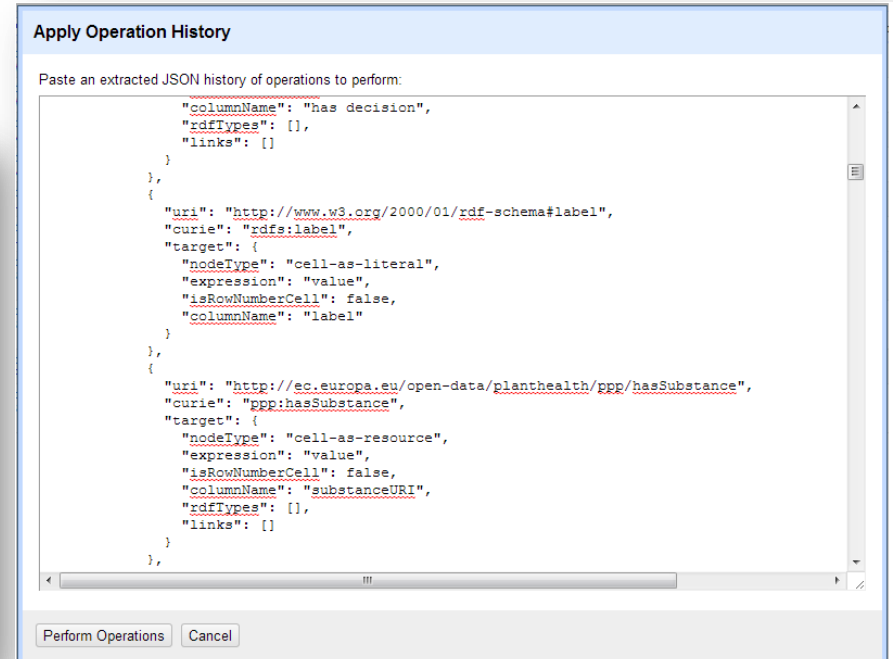 Apply Operation History
Paste an extracted JSON history of operations to perform:
"columnName": "has decision",
"rdfTypes": [],
"links": []
}
},
{
"uri": "http://www.w3.org/2000/01/rdf-schema#label",
"curie": "rdfs:label",
"target": {
"nodeType": "cell-as-literal",
"expression": "value",
"isRowNumberCell": false,
"columnName": "label"
}
},
{
"uri": "http://ec.europa.eu/open-data/planthealth/ppp/hasSubstance",
"curie": "ppp:hasSubstance",
"target": {
"nodeType": "cell-as-resource",
"expression": "value",
"isRowNumberCell": false,
"columnName": "substanceURI",
"rdfTypes": [],
"links": []
}
},
Perform Operations Cancel